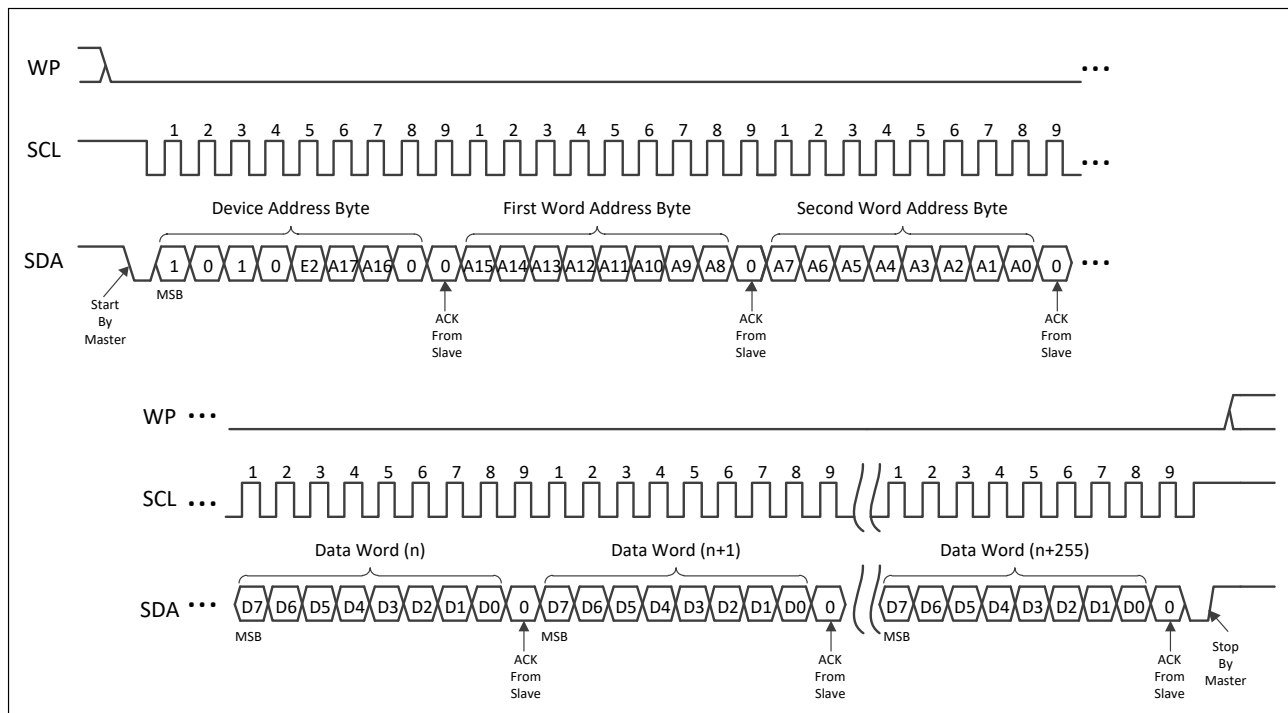 WP ...
SCL 1 2 3 4 5 6 7 8 9 1 2 3 4 5 6 7 8 9 1 2 3 4 5 6 7 8 9 ...
Device Address Byte First Word Address Byte Second Word Address Byte
SDA 1 0 1 0 E2 A17 A16 0 0 A15 A14 A13 A12 A11 A10 A9 A8 0 A7 A6 A5 A4 A3 A2 A1 A0 0 ...
MSB
Start
By
Master
ACK
From
Slave
ACK
From
Slave
ACK
From
Slave
WP ...
SCL ... 1 2 3 4 5 6 7 8 9 1 2 3 4 5 6 7 8 9 1 2 3 4 5 6 7 8 9
Data Word (n) Data Word (n+1) Data Word (n+255)
SDA ... D7 D6 D5 D4 D3 D2 D1 D0 0 D7 D6 D5 D4 D3 D2 D1 D0 0 D7 D6 D5 D4 D3 D2 D1 D0 0
MSB MSB MSB
ACK
From
Slave
ACK
From
Slave
ACK
From
Slave
Stop
By
Master